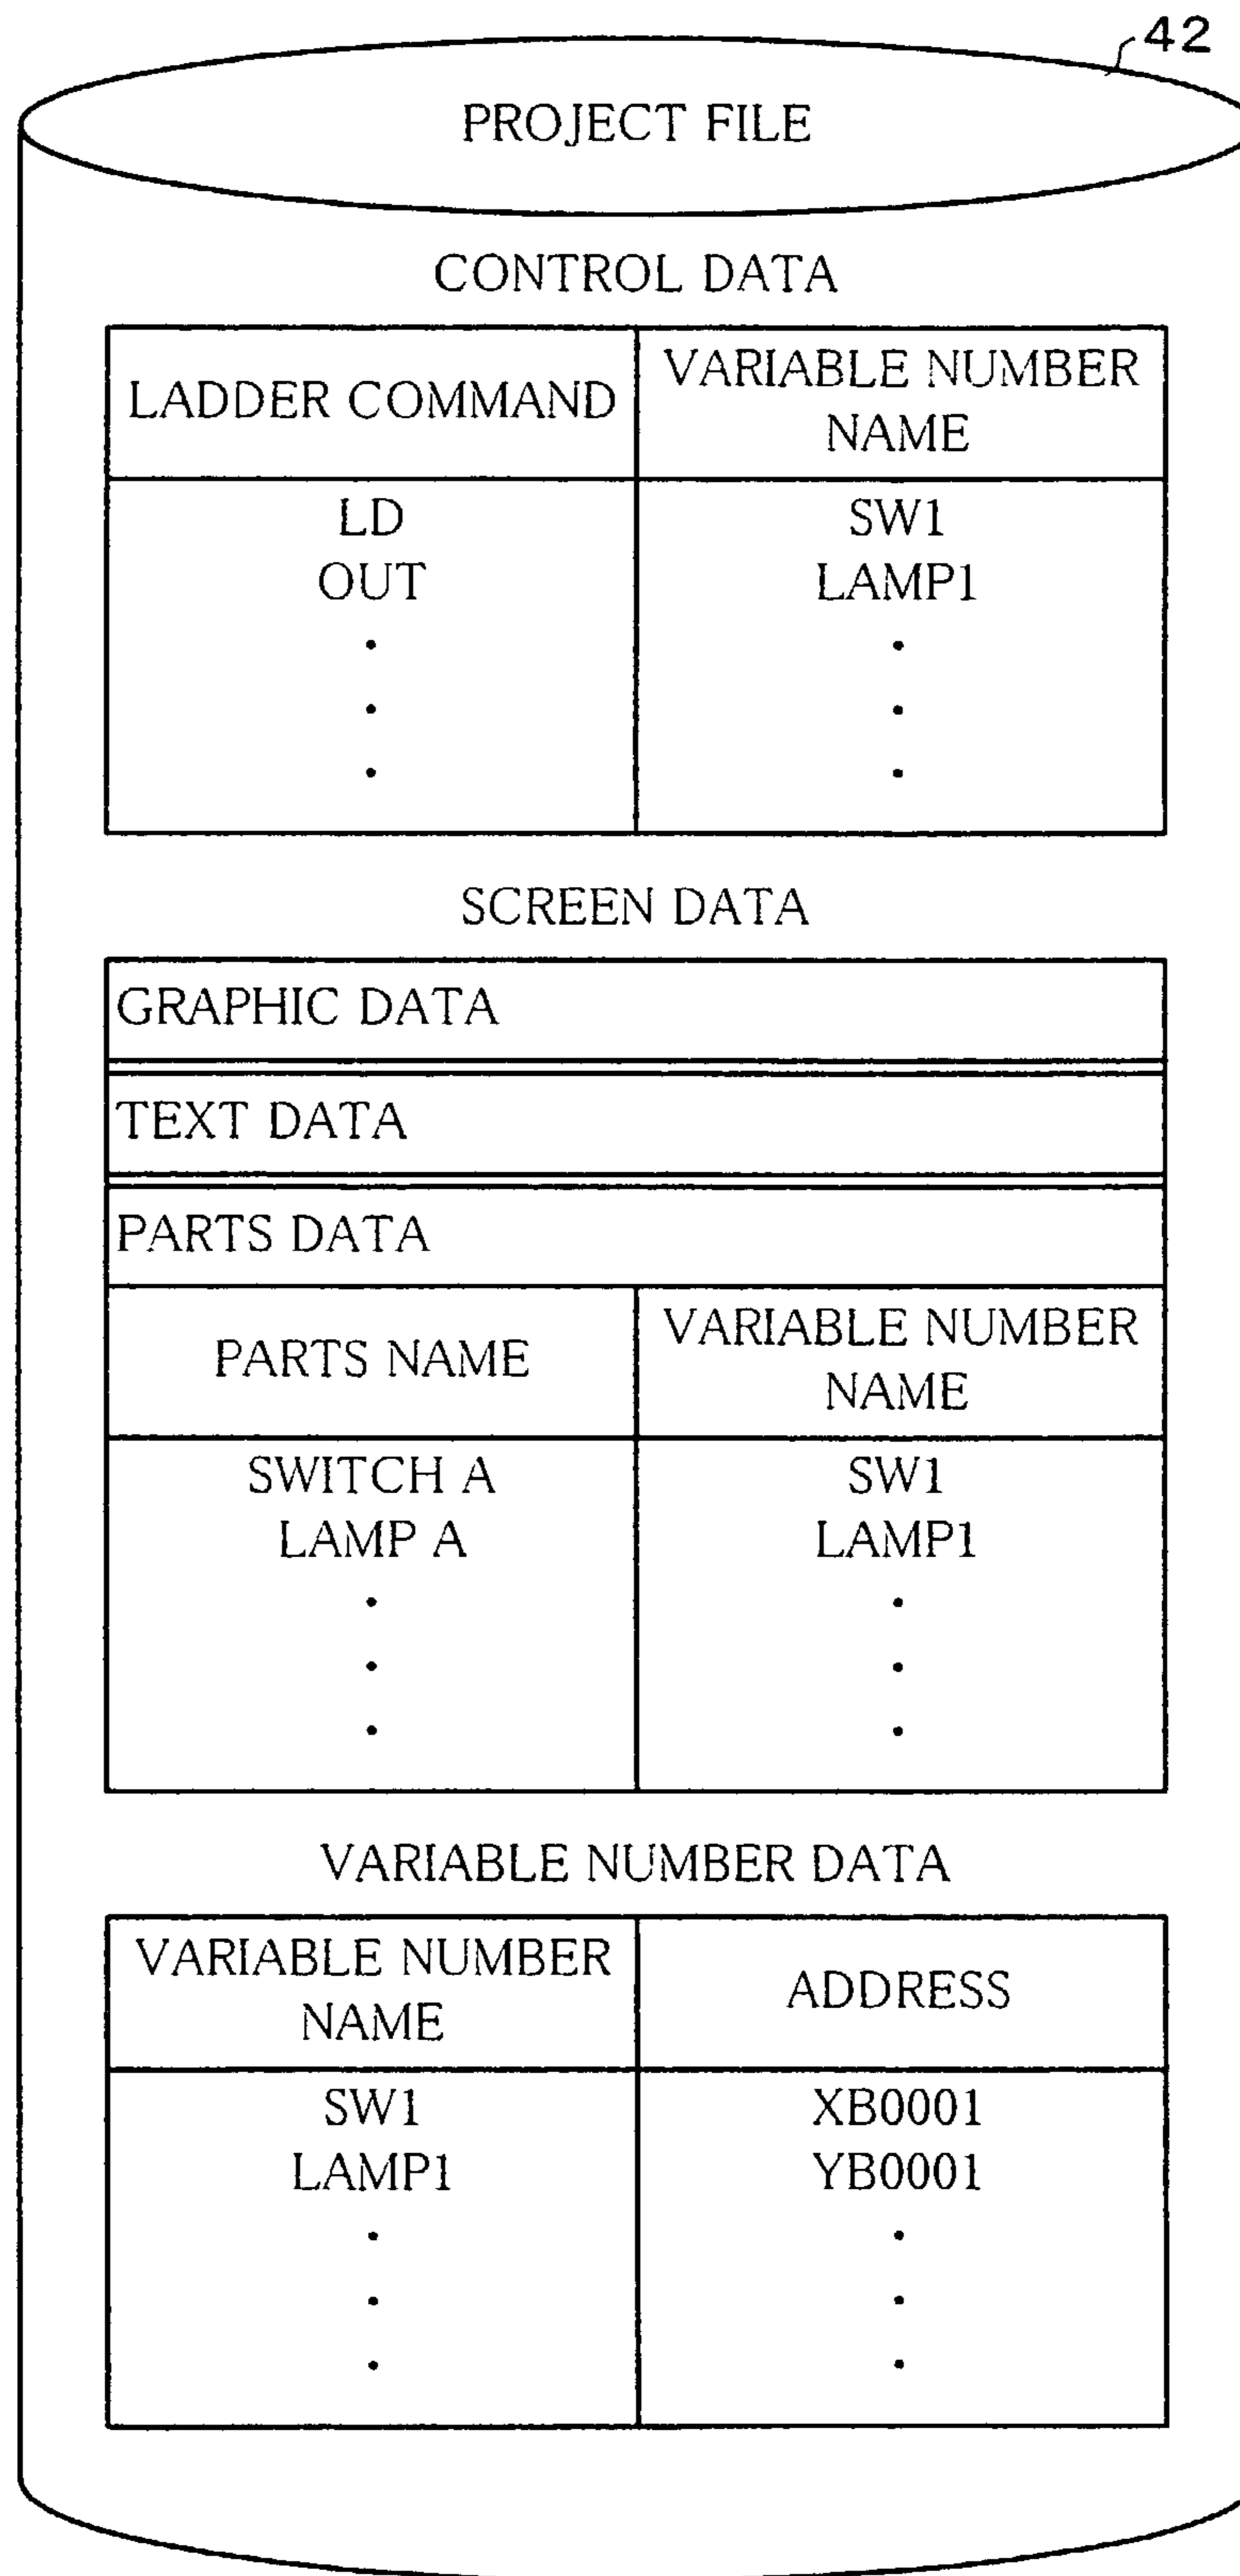 42
PROJECT FILE
CONTROL DATA
LADDER COMMAND
VARIABLE NUMBER
NAME
LD
SW1
OUT
LAMP1
SCREEN DATA
GRAPHIC DATA
TEXT DATA
PARTS DATA
PARTS NAME
VARIABLE NUMBER
NAME
SWITCH A
SW1
LAMP A
LAMP1
VARIABLE NUMBER DATA
VARIABLE NUMBER
NAME
ADDRESS
SW1
XB0001
LAMP1
YB0001